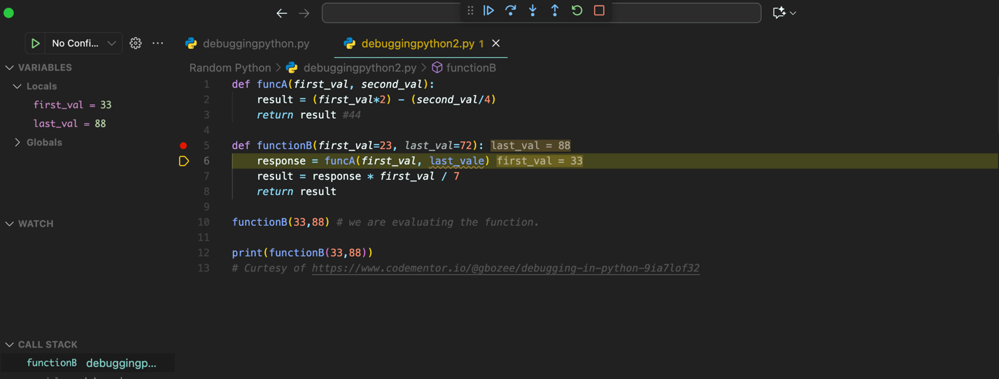 No Confi...
debuggingpython.py
debuggingpython2.py 1
VARIABLES
Locals
first_val = 33
last_val = 88
Globals
WATCH
CALL STACK
functionB debuggingp...
Random Python > debuggingpython2.py > functionB
1 def funcA(first_val, second_val):
2 result = (first_val*2) - (second_val/4)
3 return result #44
4
5 def functionB(first_val=23, last_val=72): last_val = 88
6 response = funcA(first_val, last_vale) first_val = 33
7 result = response * first_val / 7
8 return result
9
10 functionB(33,88) # we are evaluating the function.
11
12 print(functionB(33,88))
13 # Curtesy of https://www.codementor.io/@gbozee/debugging-in-python-9ia7lof32